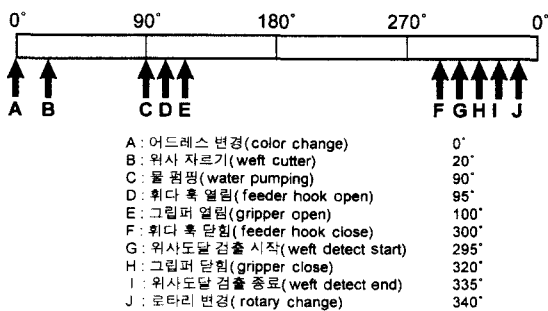 0° 90° 180° 270° 0°
A B C D E F G H I J
A : 어드레스 변경(color change) 0°
B : 위사 자르기(weft cutter) 20°
C : 물 펌핑(water pumping) 90°
D : 휘다 훅 열림(feeder hook open) 95°
E : 그립퍼 열림(gripper open) 100°
F : 휘다 훅 닫힘(feeder hook close) 300°
G : 위사도달 검출 시작(weft detect start) 295°
H : 그립퍼 닫힘(gripper close) 320°
I : 위사도달 검출 종료(weft detect end) 335°
J : 로타리 변경( rotary change) 340°